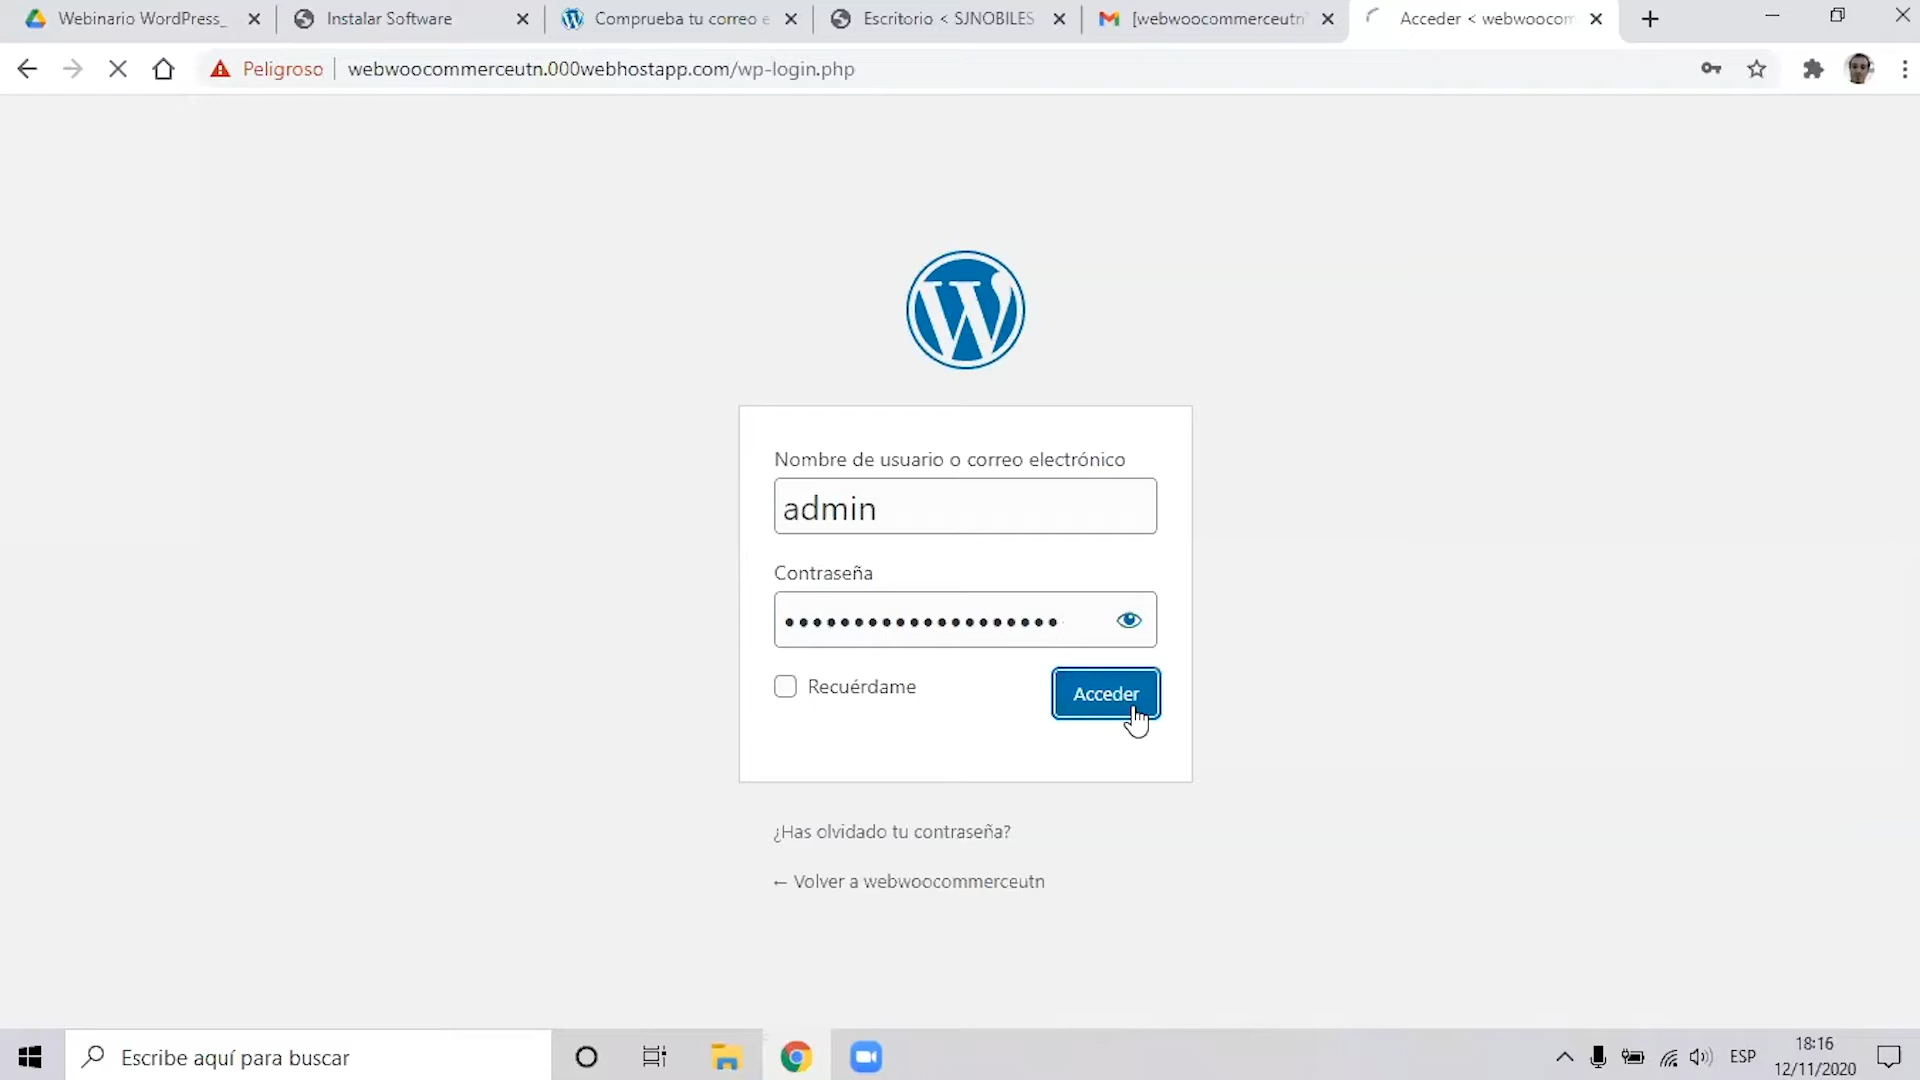 Webinario WordPress_
Instalar Software
Comprueba tu correo e
Escritorio < SJNOBILES
[webwoocommerceutn]
Acceder < webwoocom
Peligroso
webwoocommerceutn.000webhostapp.com/wp-login.php
Nombre de usuario o correo electrónico
admin
Contraseña
••••••••••••••••••••
Recuérdame
Acceder
¿Has olvidado tu contraseña?
← Volver a webwoocommerceutn
Escribe aquí para buscar
ESP
18:16
12/11/2020